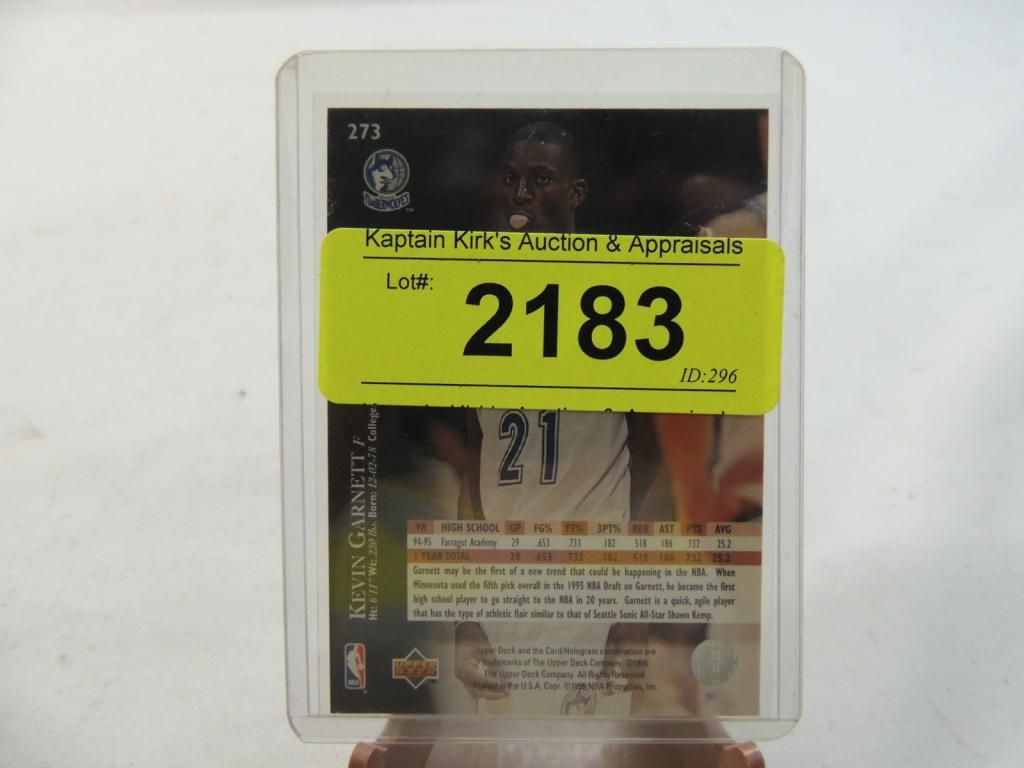 273
TIMBERWOLVES
Kaptain Kirk's Auction & Appraisals
Lot#:
2183
ID:296
21
KEVIN GARNETT F
Ht: 6'11" Wt: 220 lbs. Born: 12-02-78 College:
YR HIGH SCHOOL GP FG% FT% 3PT% REB AST PTS AVG
94-95 Farragut Academy 29 .653 .733 .182 518 186 732 25.2
1 YEAR TOTAL 29 .653 .733 .182 518 186 732 25.2
Garnett may be the first of a new trend that could be happening in the NBA. When
Minnesota used the fifth pick overall in the 1995 NBA Draft on Garnett, he became the first
high school player to go straight to the NBA in 20 years. Garnett is a quick, agile player
that has the type of athletic flair similar to that of Seattle Sonic All-Star Shawn Kemp.
NBA
UPPER DECK
Upper Deck and the Card/Hologram combination are
trademarks of The Upper Deck Company. ©1995
The Upper Deck Company. All Rights Reserved.
Printed in the U.S.A. Copr. ©1995 NBA Properties, Inc.